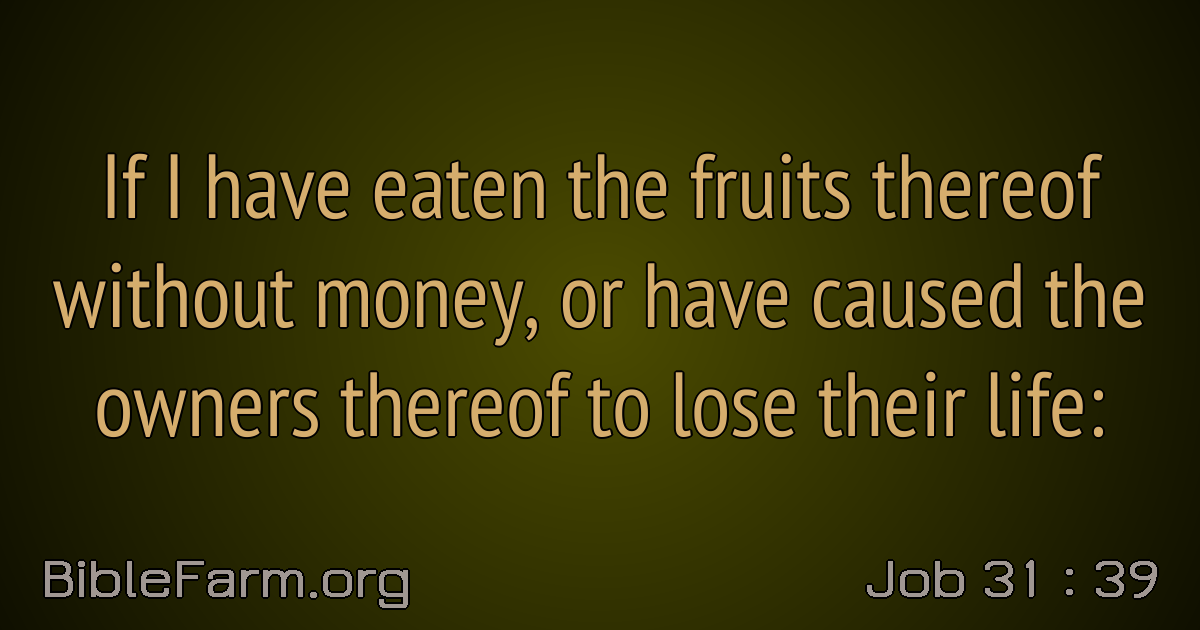 If I have eaten the fruits thereof
without money, or have caused the
owners thereof to lose their life:
BibleFarm.org
Job 31 : 39